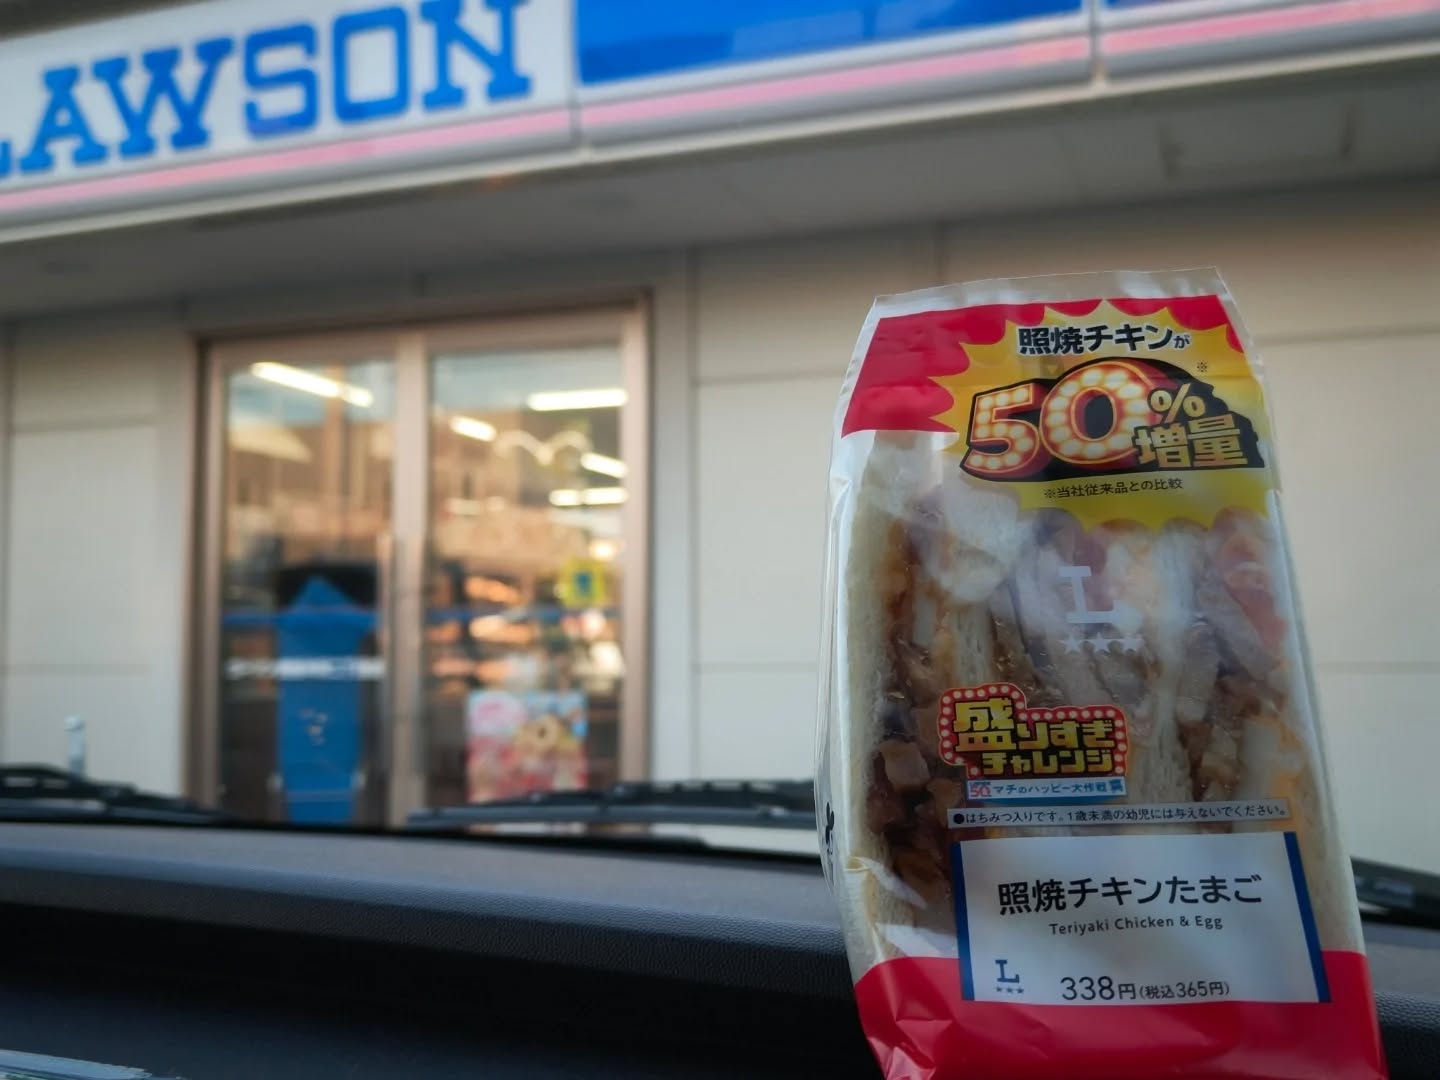 LAWSON
照焼チキンが
50%※
増量
※当社従来品との比較
L
盛りすぎ
チャレンジ
50 マチのハッピー大作戦
●はちみつ入りです。1歳未満の幼児には与えないでください。
照焼チキンたまご
Teriyaki Chicken & Egg
L
338円(税込365円)